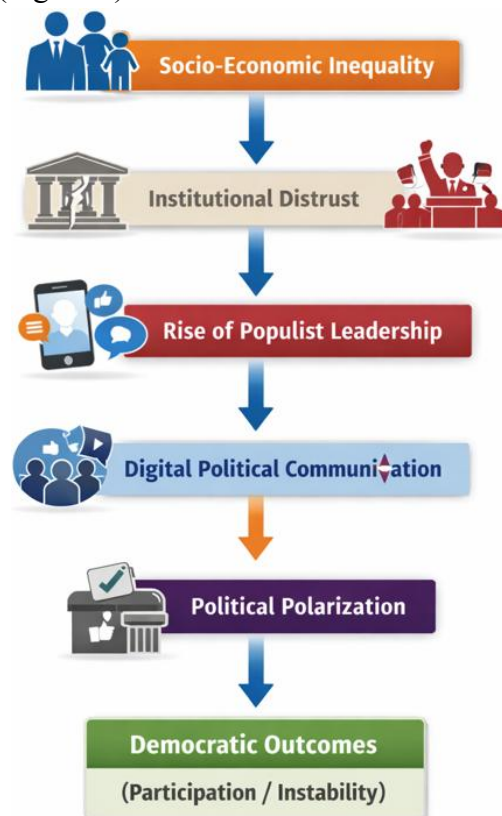 Socio-Economic Inequality
Institutional Distrust
Rise of Populist Leadership
Digital Political
Political Polarization
Democratic Outcomes
(Participation / Instability)